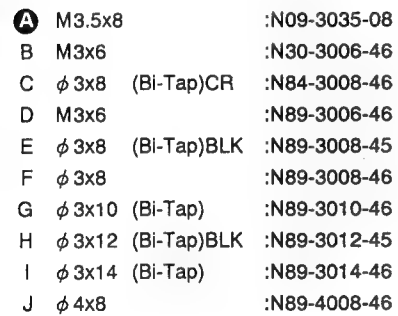 A M3.5x8 :N09-3035-08
B M3x6 :N30-3006-46
C ϕ3x8 (Bi-Tap)CR :N84-3008-46
D M3x6 :N89-3006-46
E ϕ3x8 (Bi-Tap)BLK :N89-3008-45
F ϕ3x8 :N89-3008-46
G ϕ3x10 (Bi-Tap) :N89-3010-46
H ϕ3x12 (Bi-Tap)BLK :N89-3012-45
I ϕ3x14 (Bi-Tap) :N89-3014-46
J ϕ4x8 :N89-4008-46